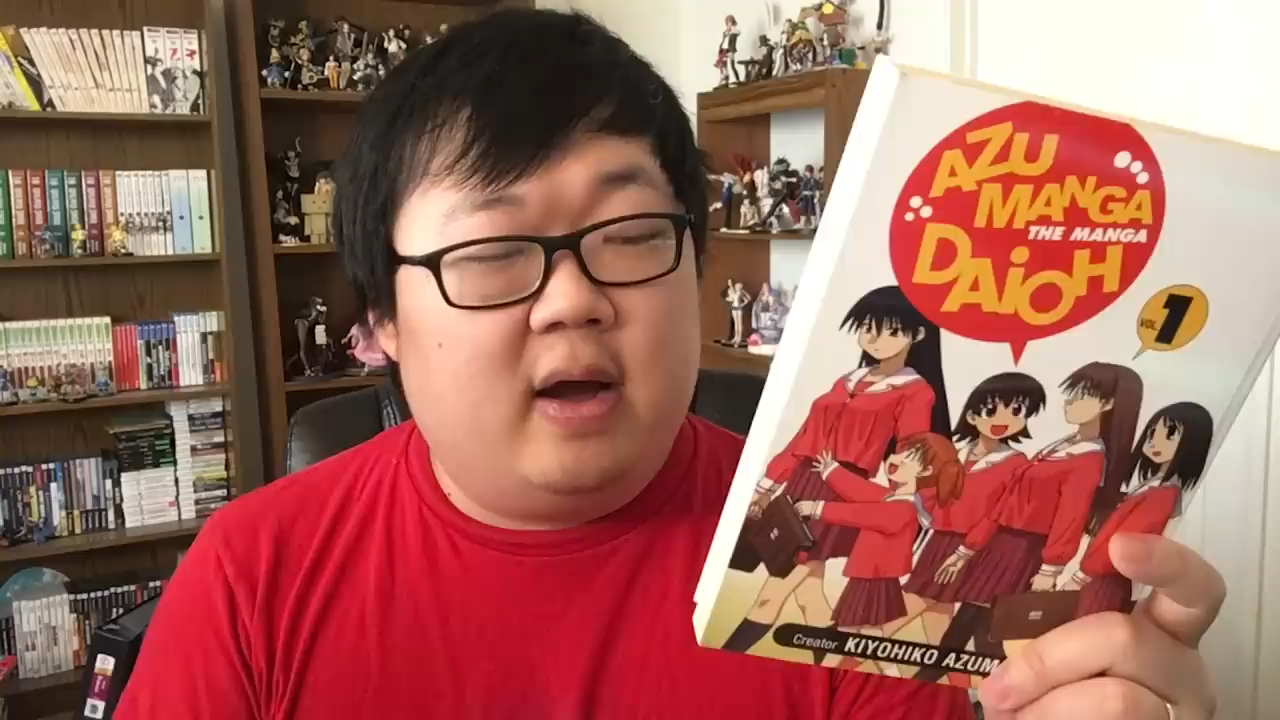 AZU
MANGA
THE MANGA
DAiOH
VOL. 1
Creator KIYOHIKO AZUM